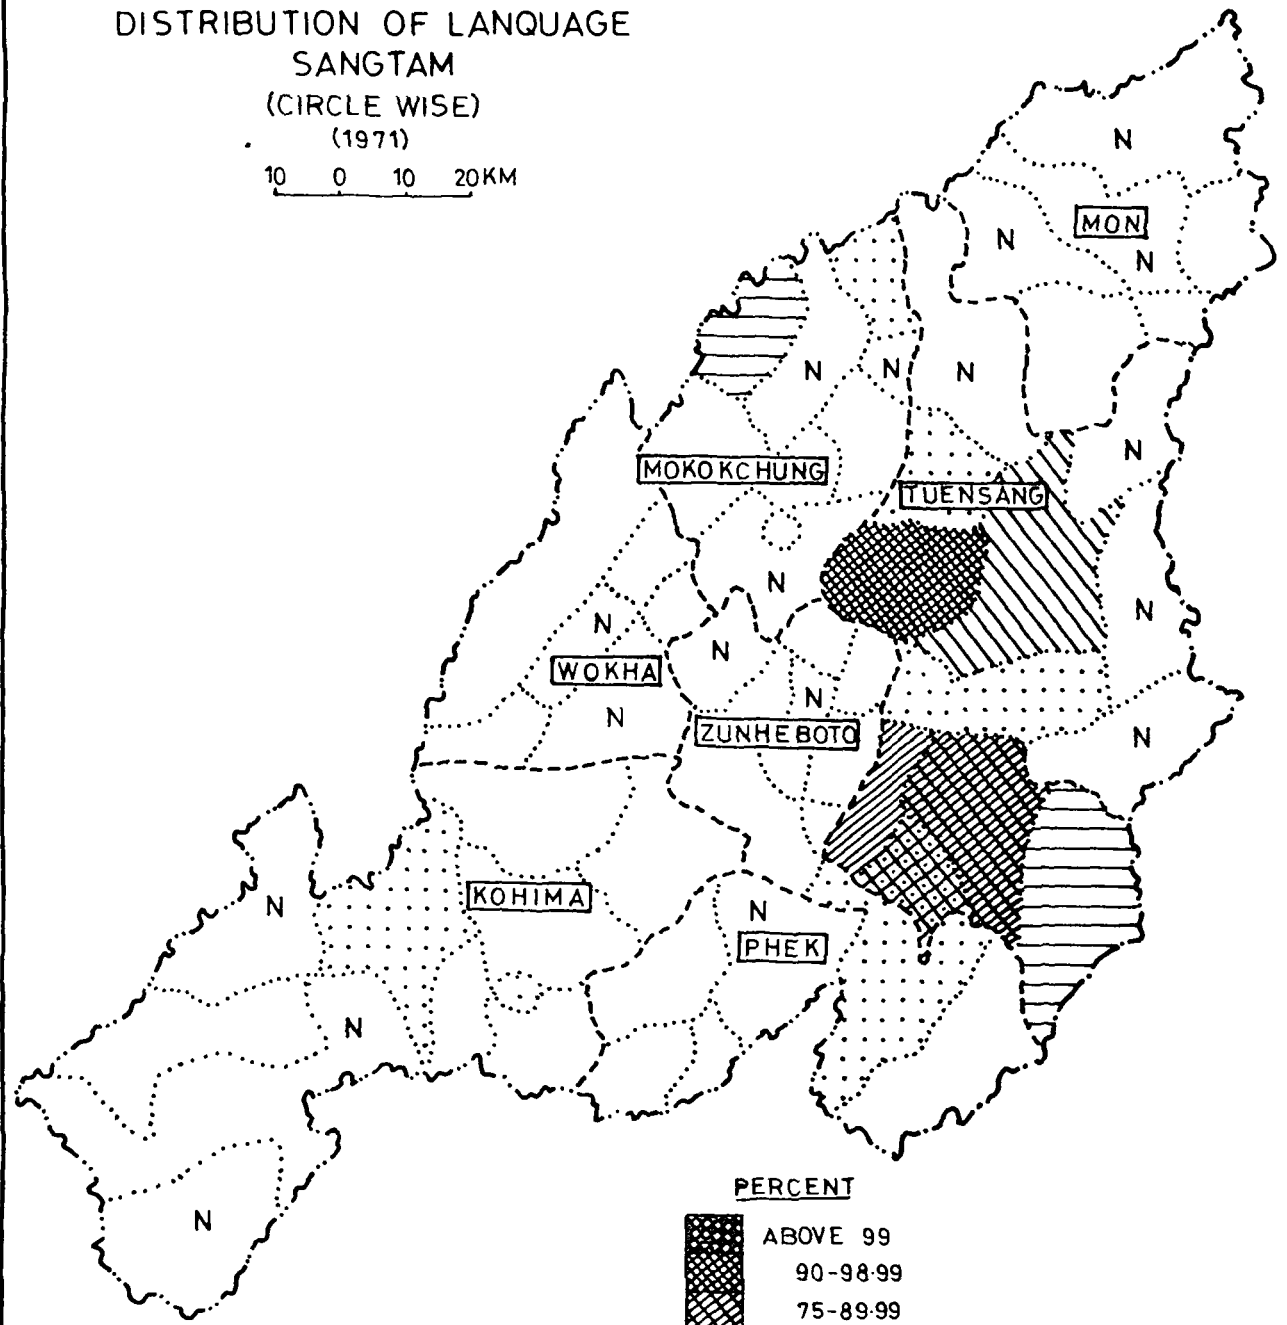 DISTRIBUTION OF LANQUAGE
SANGTAM
(CIRCLE WISE)
(1971)
10 0 10 20KM
N
MON
N
N
N
N
N
N
MOKOKCHUNG
TUENSANG
N
N
N
N
WOKHA
N
N
N
ZUNHEBOTO
N
KOHIMA
N
N
PHEK
N
N
PERCENT
ABOVE 99
90-98·99
75-89·99